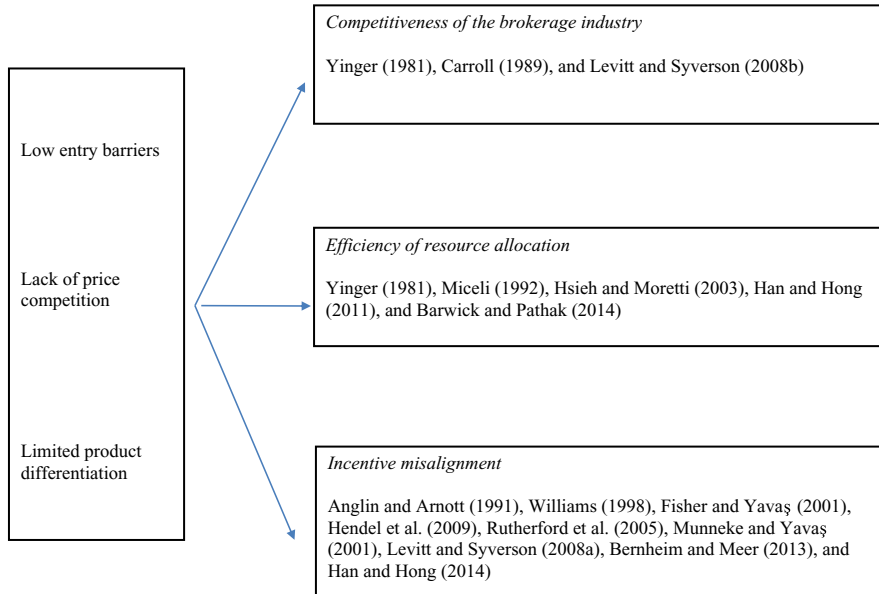 Low entry barriers
Lack of price
competition
Limited product
differentiation
Competitiveness of the brokerage industry
Yinger (1981), Carroll (1989), and Levitt and Syverson (2008b)
Efficiency of resource allocation
Yinger (1981), Miceli (1992), Hsieh and Moretti (2003), Han and Hong
(2011), and Barwick and Pathak (2014)
Incentive misalignment
Anglin and Arnott (1991), Williams (1998), Fisher and Yavaş (2001),
Hendel et al. (2009), Rutherford et al. (2005), Munneke and Yavaş
(2001), Levitt and Syverson (2008a), Bernheim and Meer (2013), and
Han and Hong (2014)